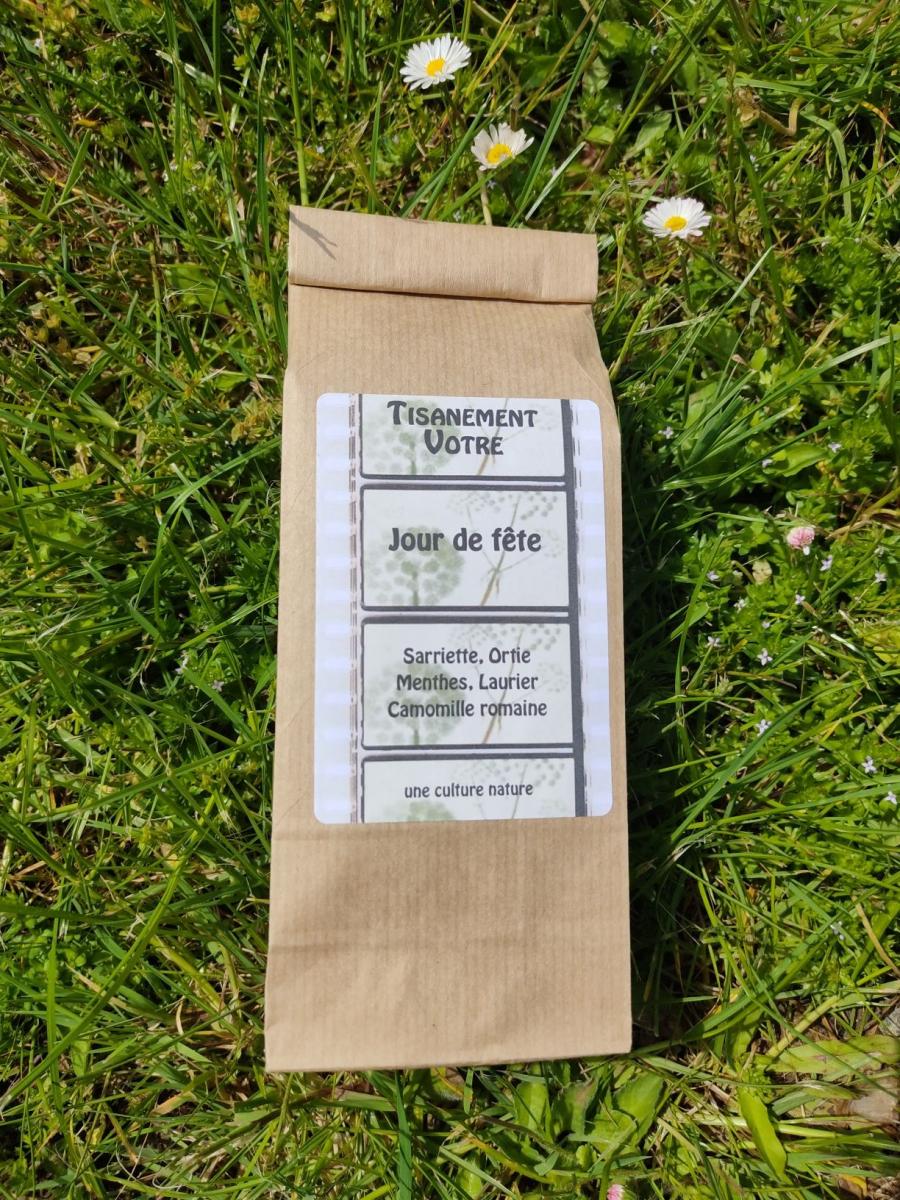 Tisanement
Votre
Jour de fête
Sarriette, Ortie
Menthes, Laurier
Camomille romaine
une culture nature